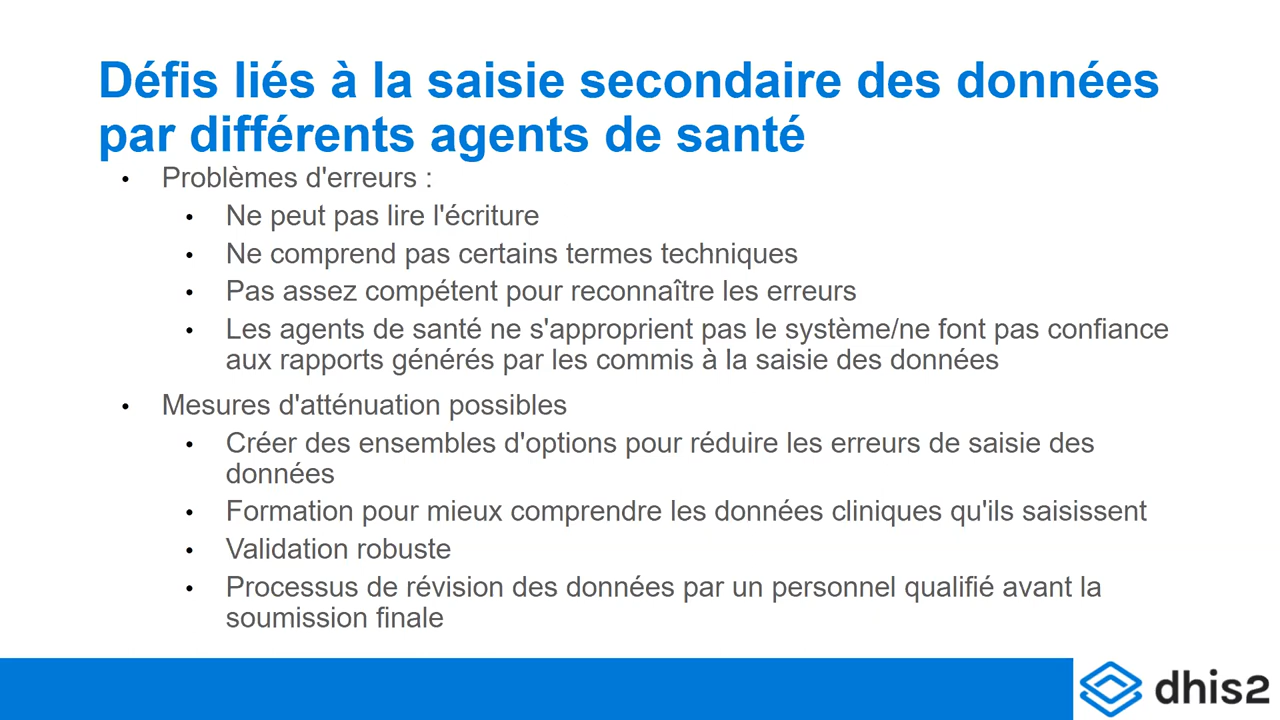 Défis liés à la saisie secondaire des données
par différents agents de santé
• Problèmes d'erreurs :
• Ne peut pas lire l'écriture
• Ne comprend pas certains termes techniques
• Pas assez compétent pour reconnaître les erreurs
• Les agents de santé ne s'approprient pas le système/ne font pas confiance
aux rapports générés par les commis à la saisie des données
• Mesures d'atténuation possibles
• Créer des ensembles d'options pour réduire les erreurs de saisie des
données
• Formation pour mieux comprendre les données cliniques qu'ils saisissent
• Validation robuste
• Processus de révision des données par un personnel qualifié avant la
soumission finale
dhis2